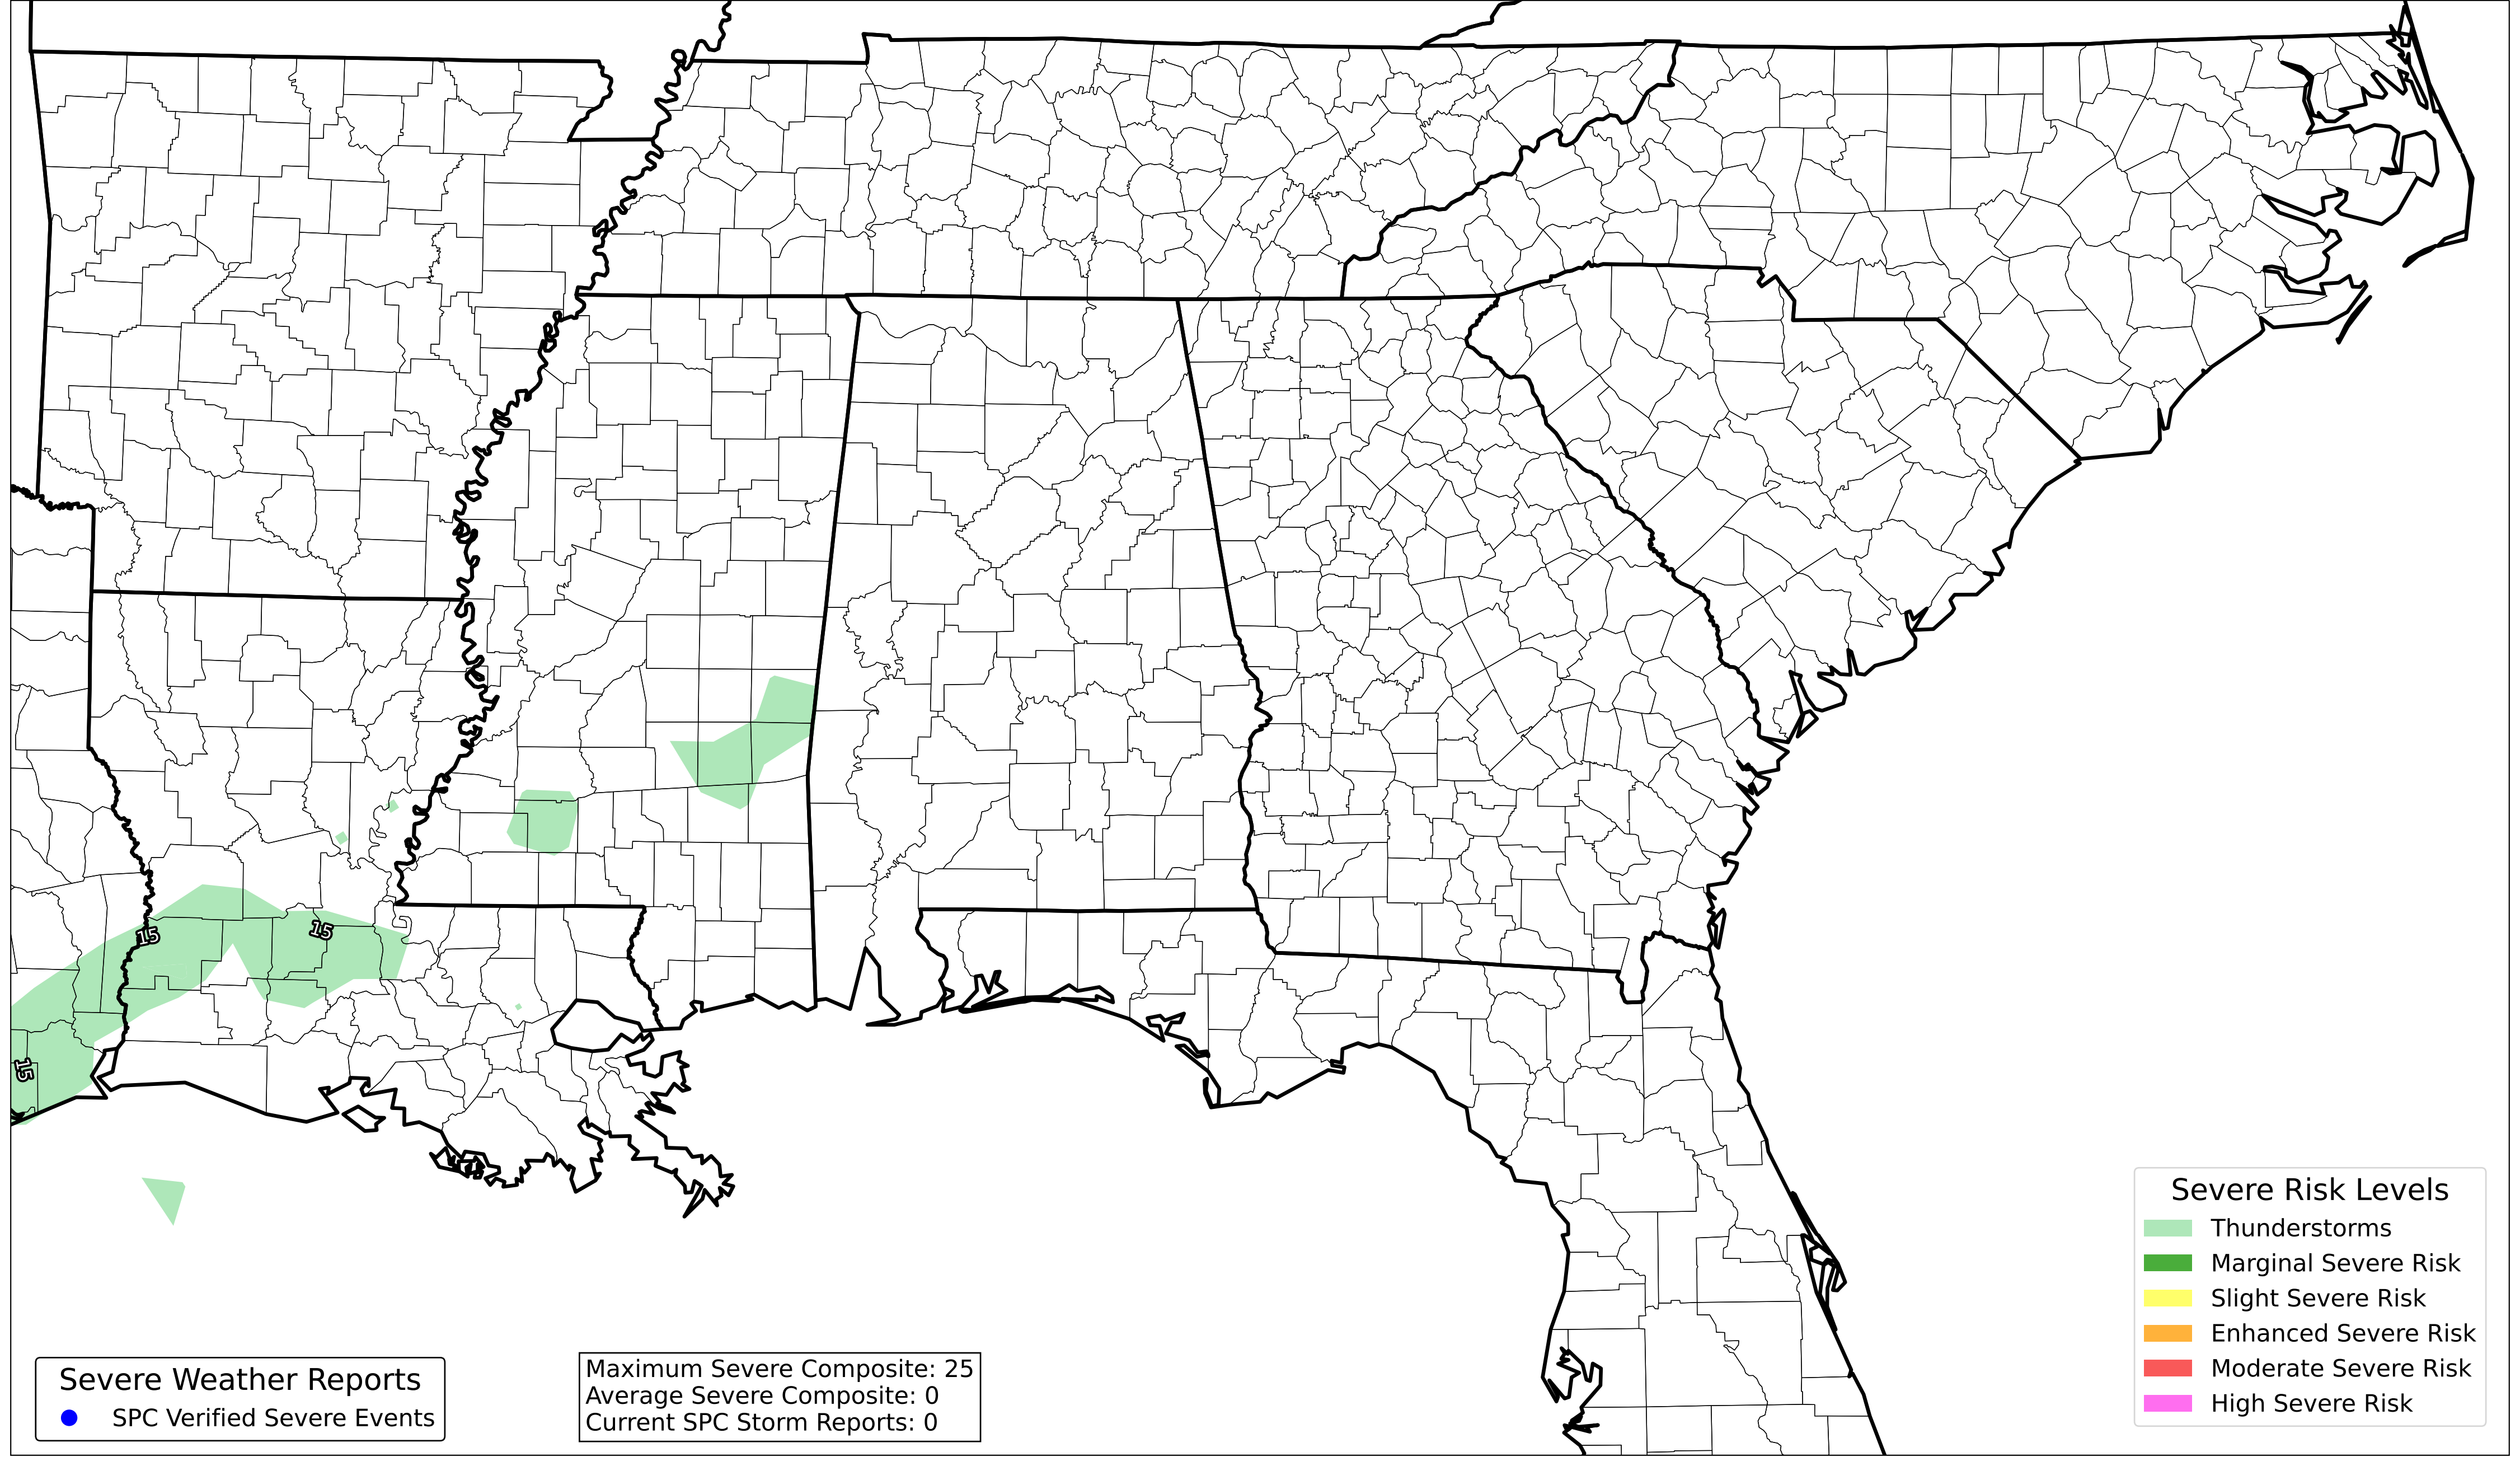 15
15
15
Severe Risk Levels
Thunderstorms
Marginal Severe Risk
Slight Severe Risk
Enhanced Severe Risk
Moderate Severe Risk
High Severe Risk
Severe Weather Reports
SPC Verified Severe Events
Maximum Severe Composite: 25
Average Severe Composite: 0
Current SPC Storm Reports: 0